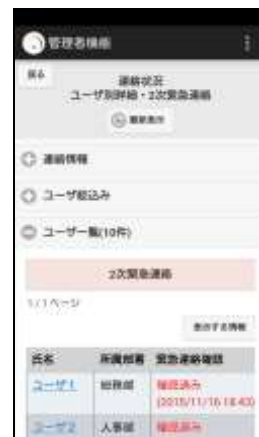 管理者機能
戻る
連絡状況
ユーザ別詳細・2次緊急連絡
最新表示
連絡情報
ユーザ絞込み
ユーザ一覧(10件)
2次緊急連絡
1/1ページ
表示する情報
氏名 所属部署 緊急連絡確認
ユーザ1 総務部 確認済み
(2015/11/16 18:43)
ユーザ2 人事部 確認済み